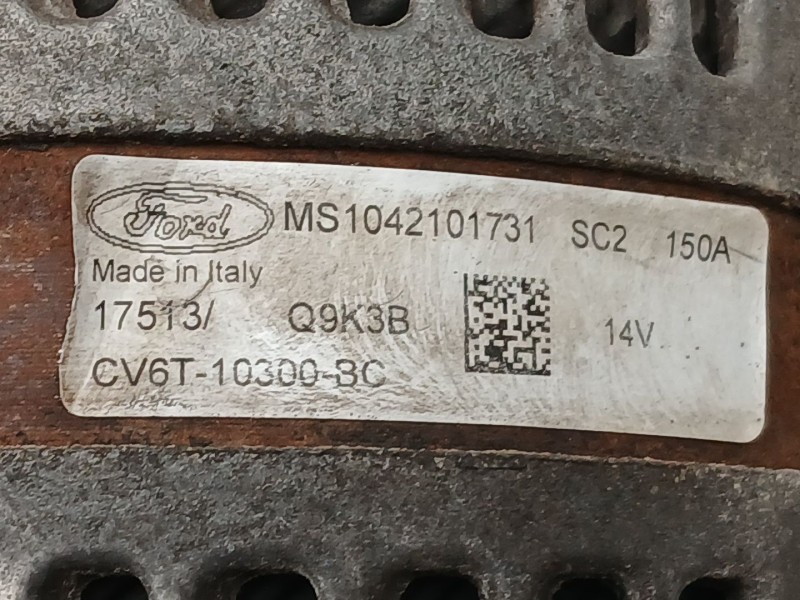 Ford MS1042101731 SC2 150A
Made in Italy
17513/ Q9K3B 14V
CV6T-10300-BC